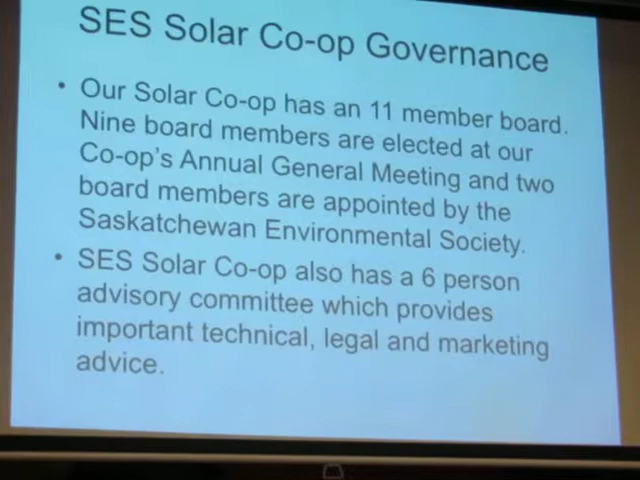 SES Solar Co-op Governance
• Our Solar Co-op has an 11 member board.
Nine board members are elected at our
Co-op's Annual General Meeting and two
board members are appointed by the
Saskatchewan Environmental Society.
• SES Solar Co-op also has a 6 person
advisory committee which provides
important technical, legal and marketing
advice.